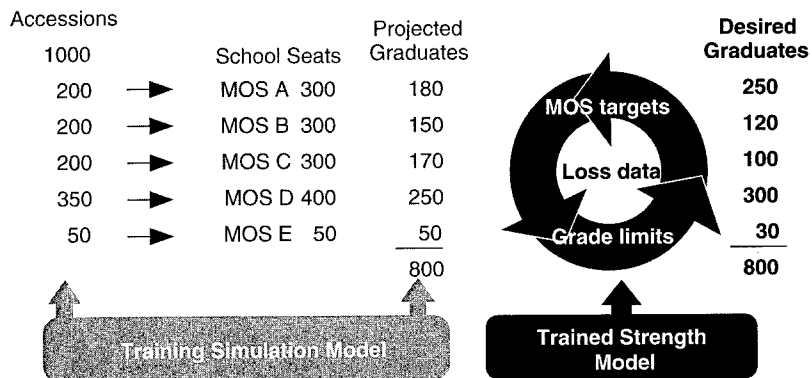 Accessions
School Seats
Projected
Graduates
Desired
Graduates
1000
200 MOS A 300 180 250
200 MOS B 300 150 120
200 MOS C 300 170 100
350 MOS D 400 250 300
50 MOS E 50 50 30
800 800
MOS targets
Loss data
Grade limits
Training Simulation Model
Trained Strength
Model